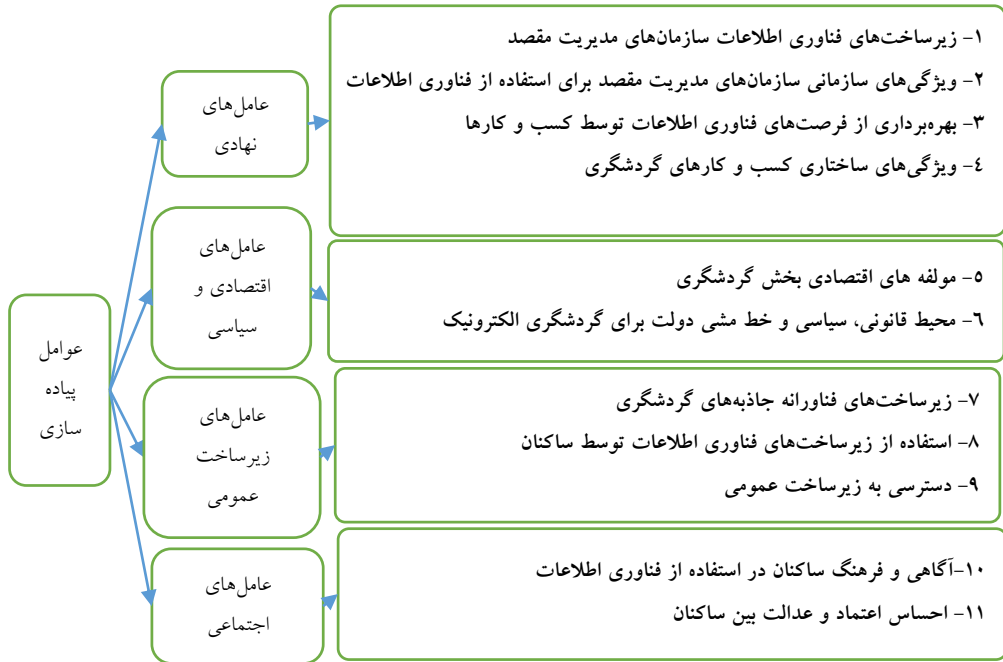 عوامل
پیاده
سازی
عامل‌های
نهادی
۱- زیرساخت‌های فناوری اطلاعات سازمان‌های مدیریت مقصد
۲- ویژگی‌های سازمانی سازمان‌های مدیریت مقصد برای استفاده از فناوری اطلاعات
۳- بهره‌برداری از فرصت‌های فناوری اطلاعات توسط کسب و کارها
٤- ویژگی‌های ساختاری کسب و کارهای گردشگری
عامل‌های
اقتصادی و
سیاسی
٥- مولفه های اقتصادی بخش گردشگری
٦- محیط قانونی، سیاسی و خط مشی دولت برای گردشگری الکترونیک
عامل‌های
زیرساخت
عمومی
۷- زیرساخت‌های فناورانه جاذبه‌های گردشگری
۸- استفاده از زیرساخت‌های فناوری اطلاعات توسط ساکنان
۹- دسترسی به زیرساخت عمومی
عامل‌های
اجتماعی
۱۰-آگاهی و فرهنگ ساکنان در استفاده از فناوری اطلاعات
۱۱- احساس اعتماد و عدالت بین ساکنان